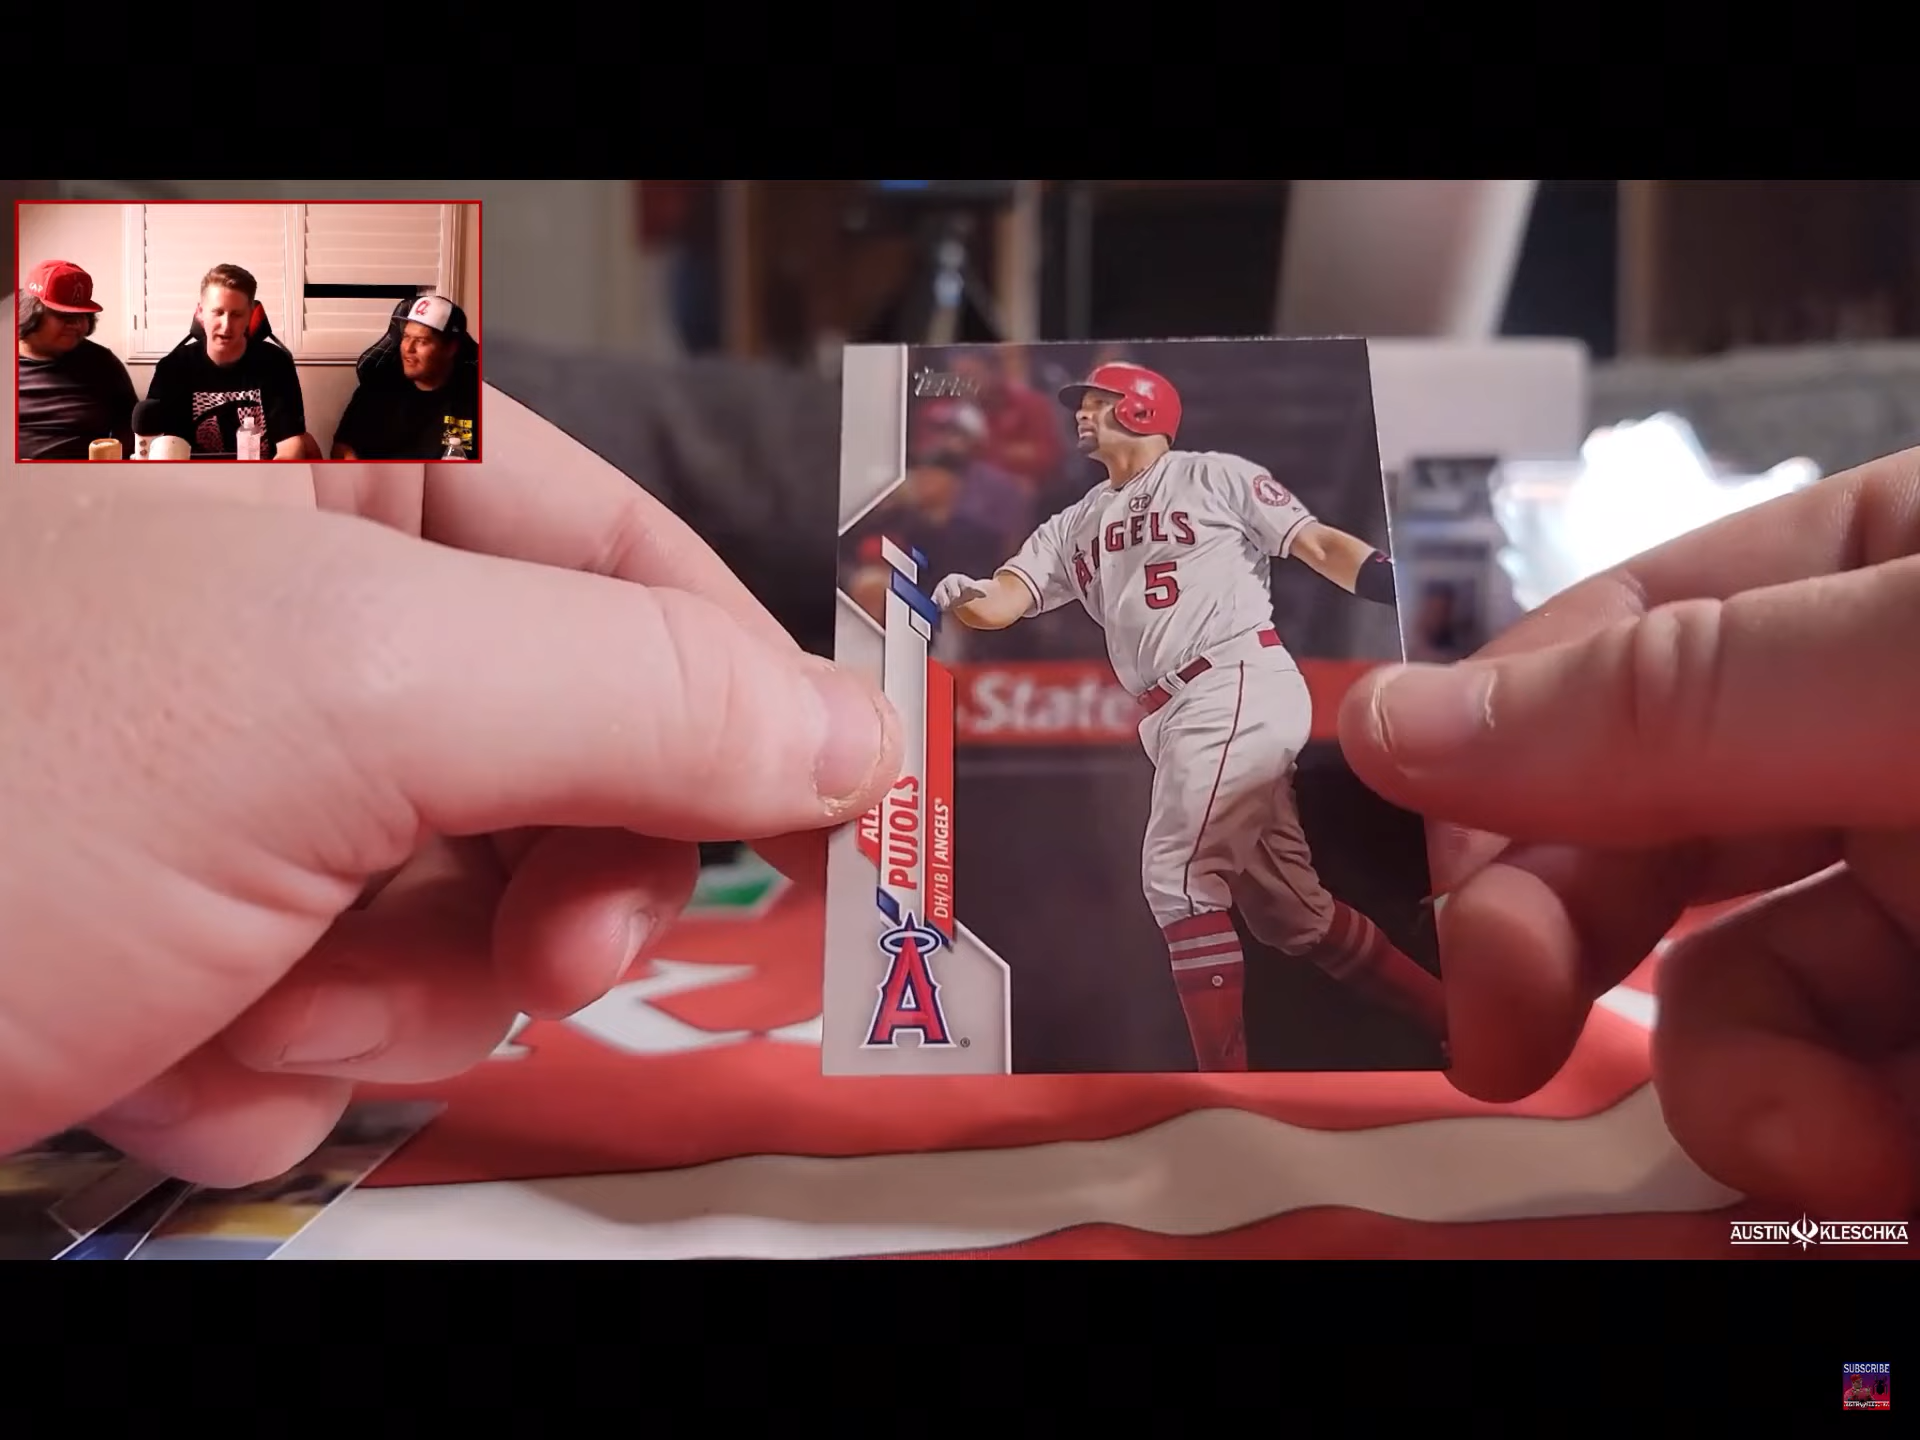 Topps
ANGELS
5
State
PUJOLS
DH/1B | ANGELS®
A
®
AUSTIN KLESCHKA
SUBSCRIBE